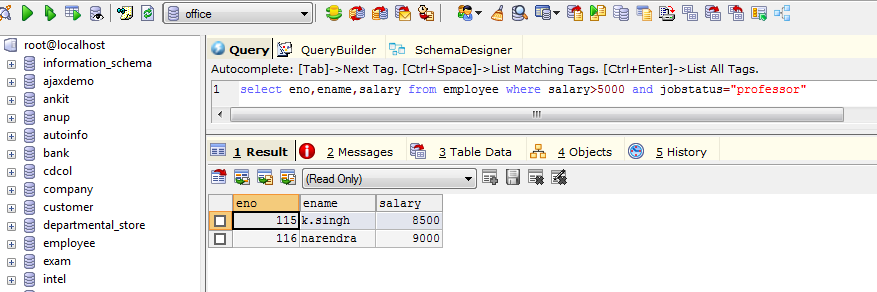 office
root@localhost
information_schema
ajaxdemo
ankit
anup
autoinfo
bank
cdcol
company
customer
departmental_store
employee
exam
intel
Query QueryBuilder SchemaDesigner
Autocomplete: [Tab]->Next Tag. [Ctrl+Space]->List Matching Tags. [Ctrl+Enter]->List All Tags.
1 select eno,ename,salary from employee where salary>5000 and jobstatus="professor"
1 Result 2 Messages 3 Table Data 4 Objects 5 History
(Read Only)
eno ename salary
115 k.singh 8500
116 narendra 9000